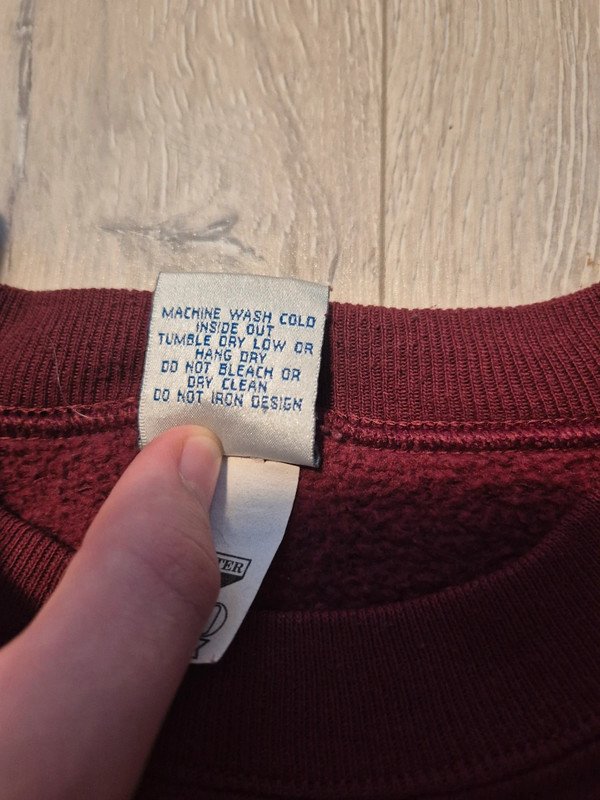 MACHINE WASH COLD
INSIDE OUT
TUMBLE DRY LOW OR
HANG DRY
DO NOT BLEACH OR
DRY CLEAN
DO NOT IRON DESIGN